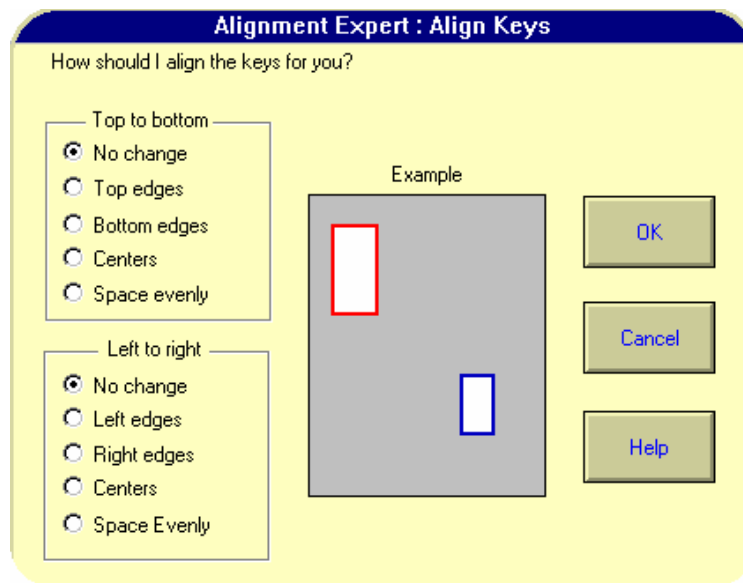 Alignment Expert : Align Keys
How should I align the keys for you?
Top to bottom
No change
Top edges
Bottom edges
Centers
Space evenly
Left to right
No change
Left edges
Right edges
Centers
Space Evenly
Example
OK
Cancel
Help